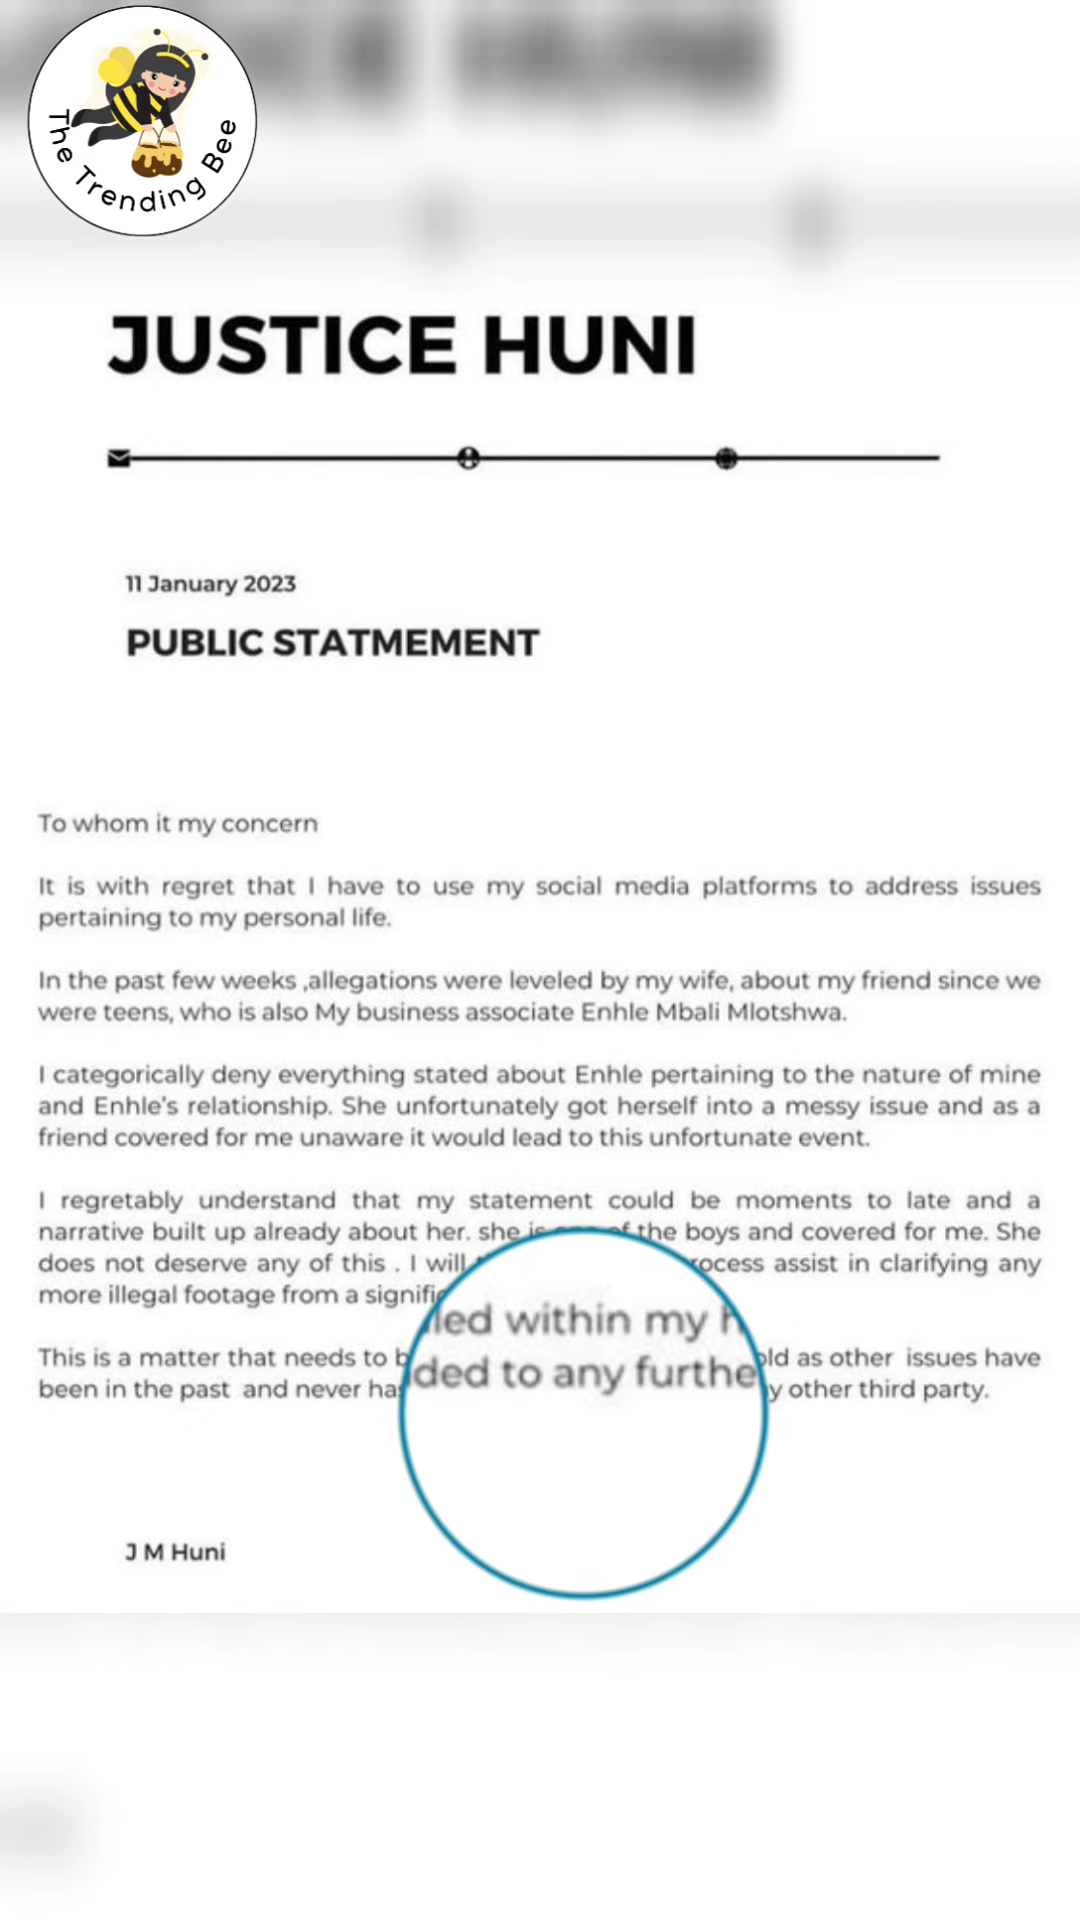 The Trending Bee
JUSTICE HUNI
11 January 2023
PUBLIC STATMEMENT
To whom it my concern
It is with regret that I have to use my social media platforms to address issues
pertaining to my personal life.
In the past few weeks ,allegations were leveled by my wife, about my friend since we
were teens, who is also My business associate Enhle Mbali Mlotshwa.
I categorically deny everything stated about Enhle pertaining to the nature of mine
and Enhle's relationship. She unfortunately got herself into a messy issue and as a
friend covered for me unaware it would lead to this unfortunate event.
I regretably understand that my statement could be moments to late and a
narrative built up already about her. she the boys and covered for me. She
does not deserve any of this . I will assist in clarifying any
more illegal footage from a
within my
This is a matter that needs to as other issues have
to any
been in the past and never other third party.
J M Huni